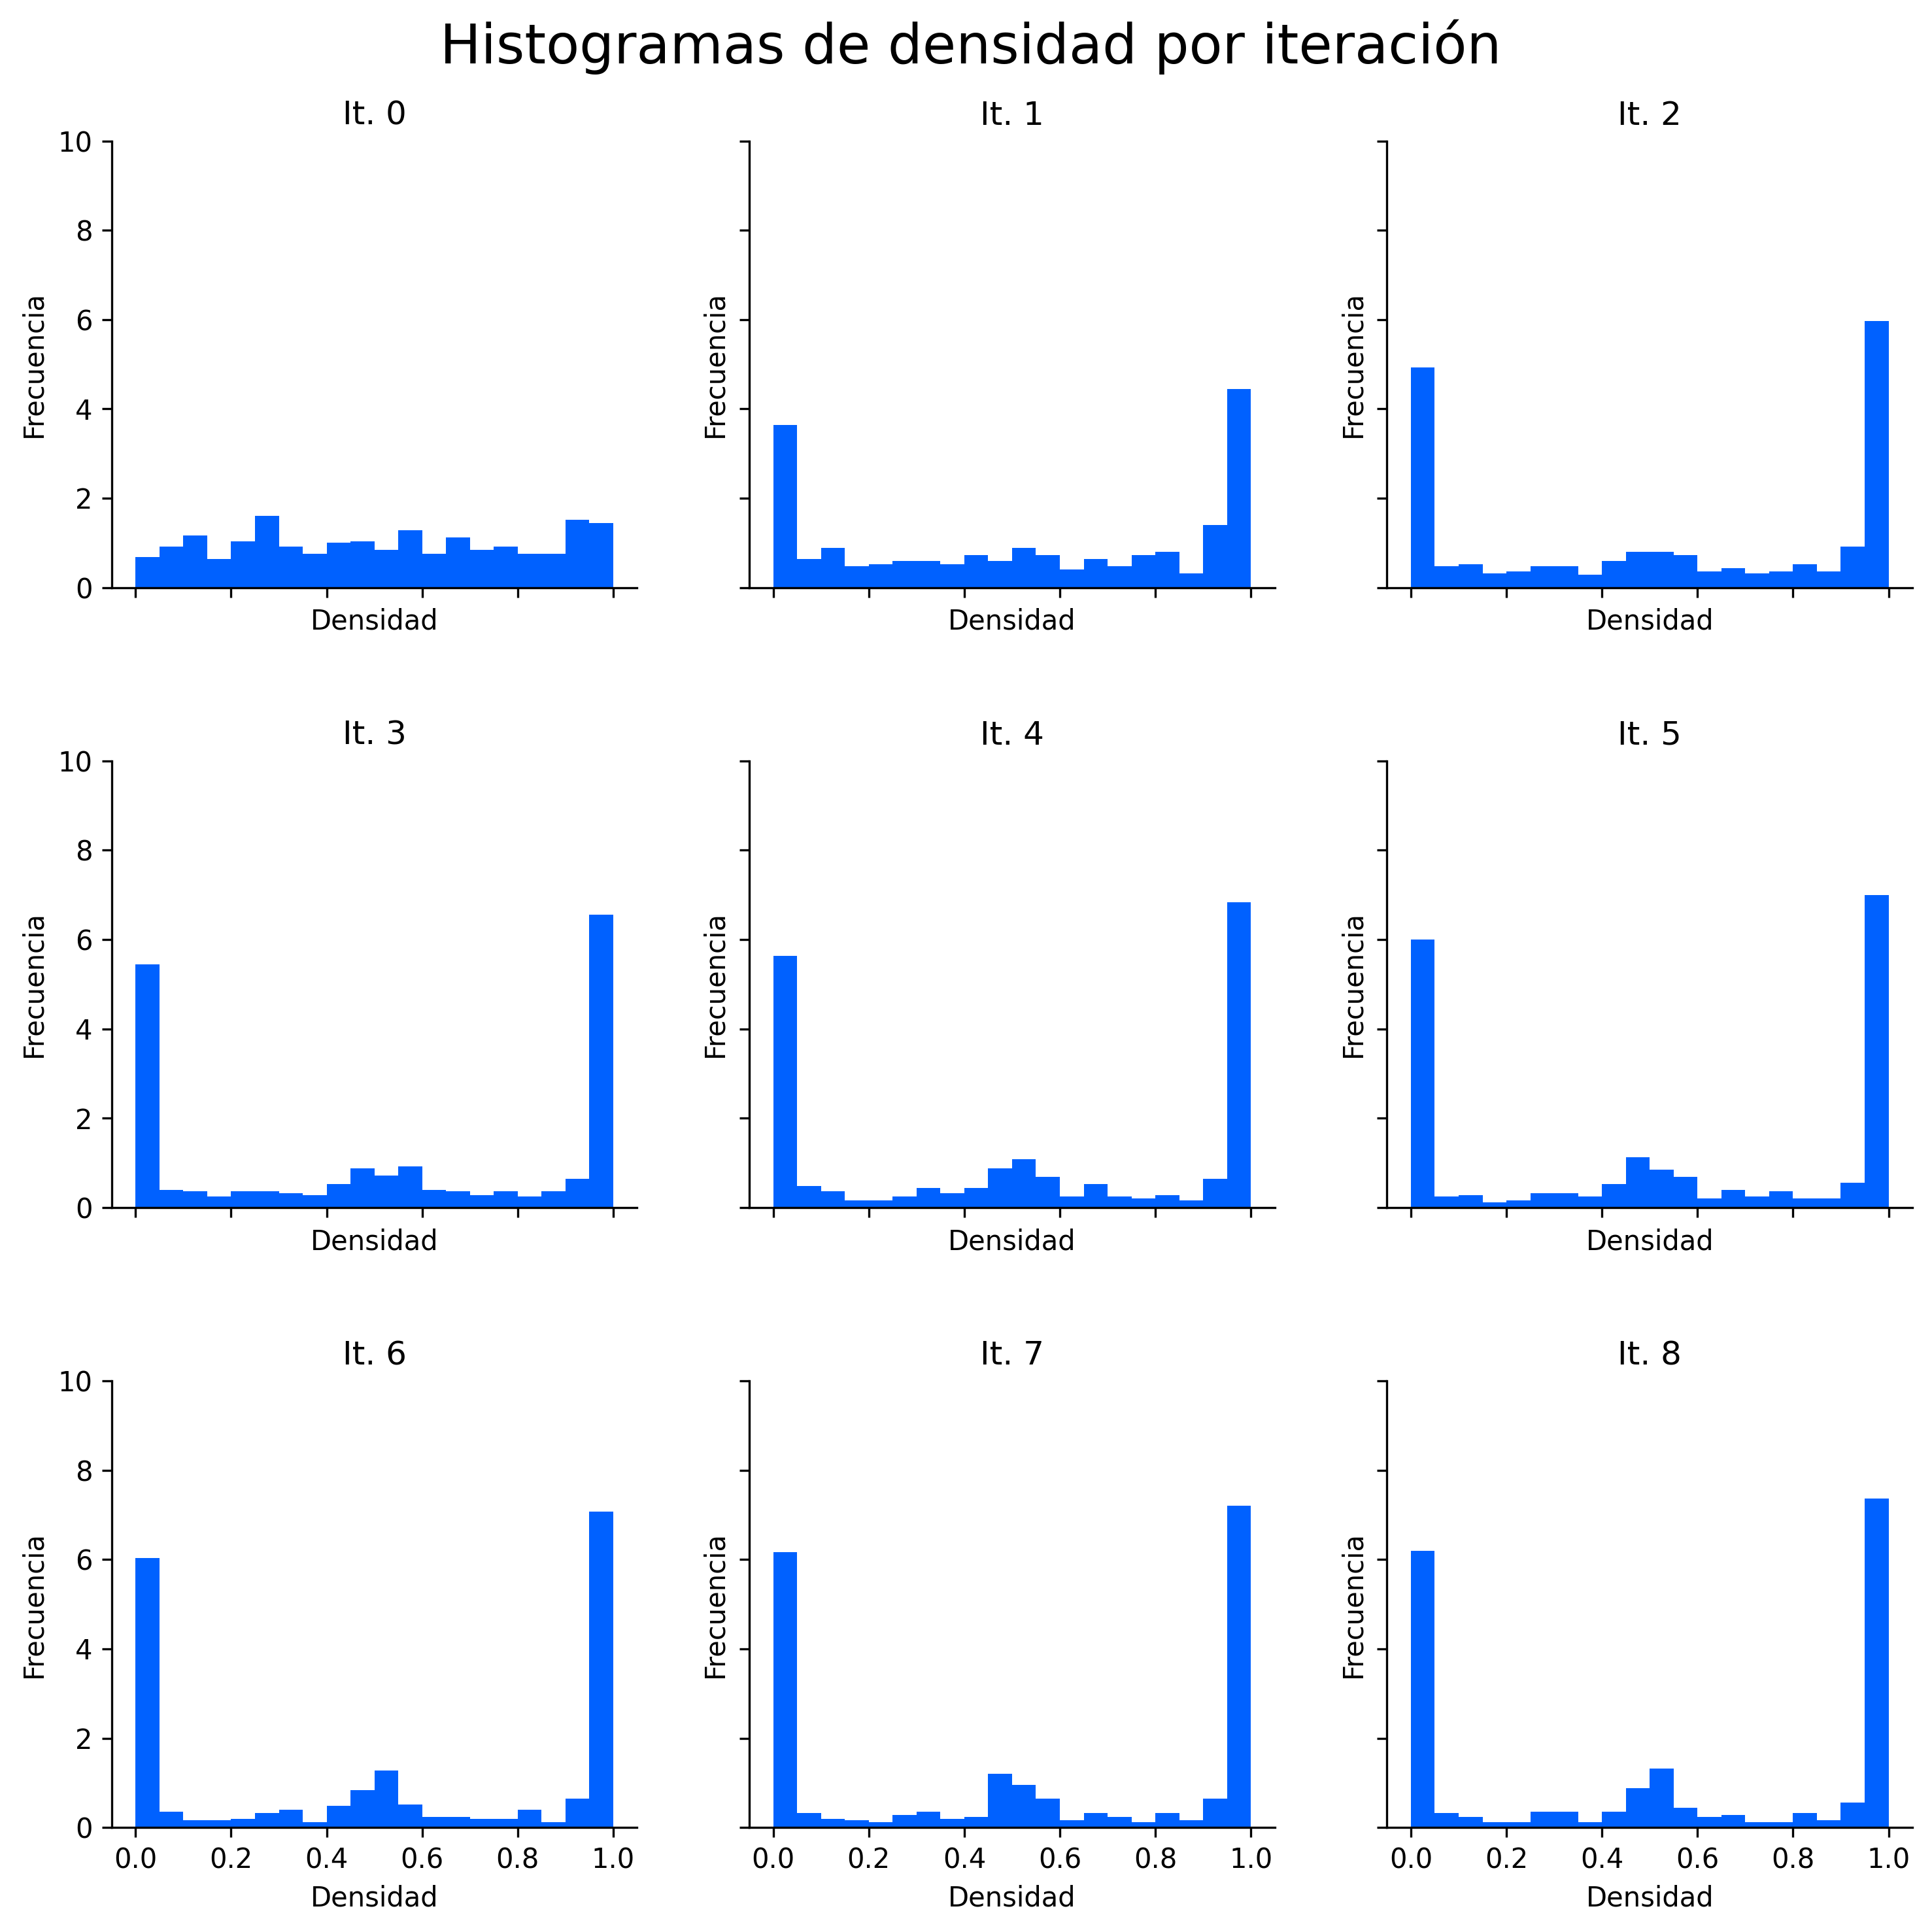 Histogramas de densidad por iteración
It. 0
It. 1
It. 2
10
8
6
4
2
0
Frecuencia
Frecuencia
Frecuencia
Densidad
Densidad
Densidad
It. 3
It. 4
It. 5
10
8
6
4
2
0
Frecuencia
Frecuencia
Frecuencia
Densidad
Densidad
Densidad
It. 6
It. 7
It. 8
10
8
6
4
2
0
Frecuencia
Frecuencia
Frecuencia
0.0 0.2 0.4 0.6 0.8 1.0
0.0 0.2 0.4 0.6 0.8 1.0
0.0 0.2 0.4 0.6 0.8 1.0
Densidad
Densidad
Densidad